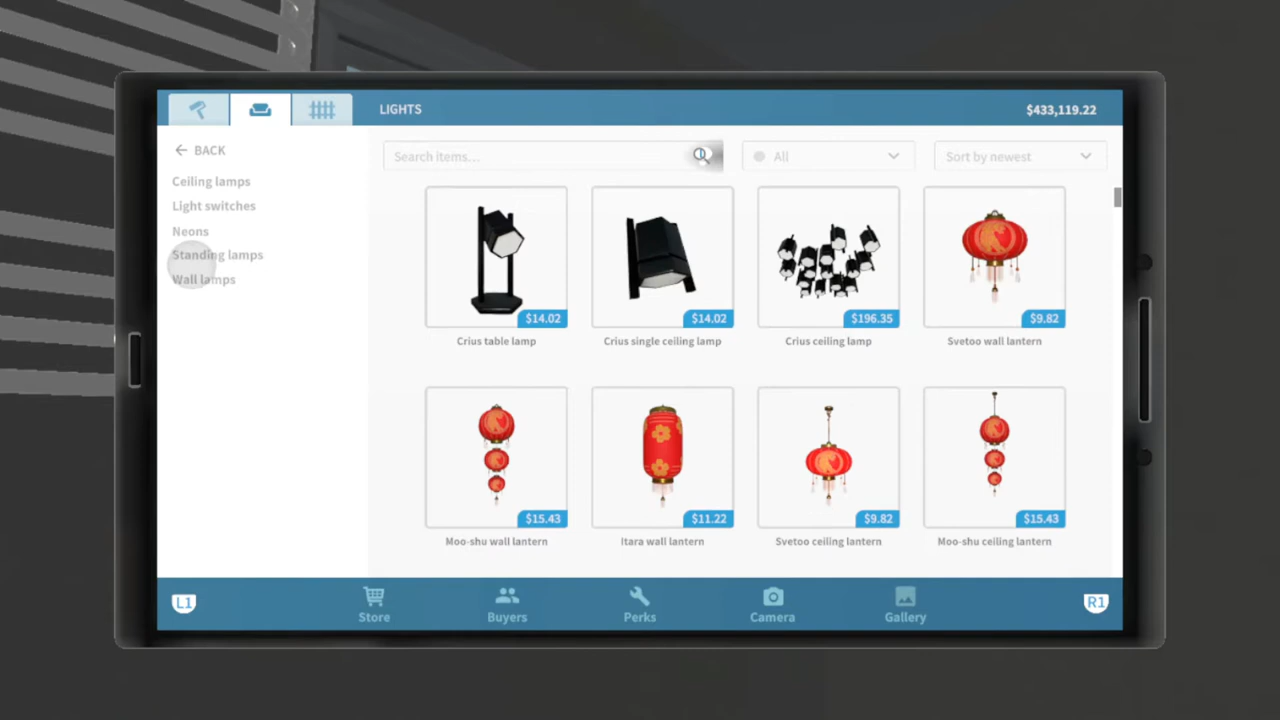 LIGHTS
$433,119.22
BACK
Ceiling lamps
Light switches
Neons
Standing lamps
Wall lamps
Search items...
All
Sort by newest
$14.02
$14.02
$196.35
$9.82
Crius table lamp
Crius single ceiling lamp
Crius ceiling lamp
Svetoo wall lantern
$15.43
$11.22
$9.82
$15.43
Moo-shu wall lantern
Itara wall lantern
Svetoo ceiling lantern
Moo-shu ceiling lantern
L1
Store
Buyers
Perks
Camera
Gallery
R1